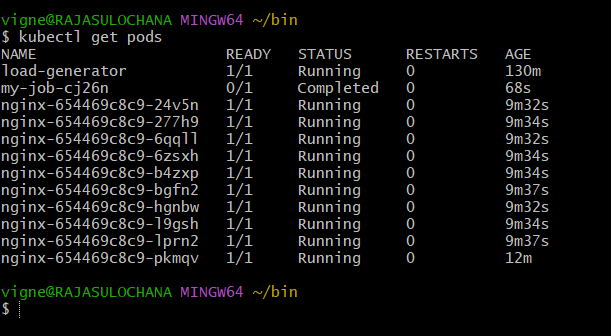 vigne@RAJASULOCHANA MINGW64 ~/bin
$ kubectl get pods
NAME READY STATUS RESTARTS AGE
load-generator 1/1 Running 0 130m
my-job-cj26n 0/1 Completed 0 68s
nginx-654469c8c9-24v5n 1/1 Running 0 9m32s
nginx-654469c8c9-277h9 1/1 Running 0 9m34s
nginx-654469c8c9-6qqll 1/1 Running 0 9m32s
nginx-654469c8c9-6zsxh 1/1 Running 0 9m34s
nginx-654469c8c9-b4zxp 1/1 Running 0 9m34s
nginx-654469c8c9-bgfn2 1/1 Running 0 9m37s
nginx-654469c8c9-hgnbw 1/1 Running 0 9m32s
nginx-654469c8c9-l9gsh 1/1 Running 0 9m34s
nginx-654469c8c9-lprn2 1/1 Running 0 9m37s
nginx-654469c8c9-pkmqv 1/1 Running 0 12m
vigne@RAJASULOCHANA MINGW64 ~/bin
$